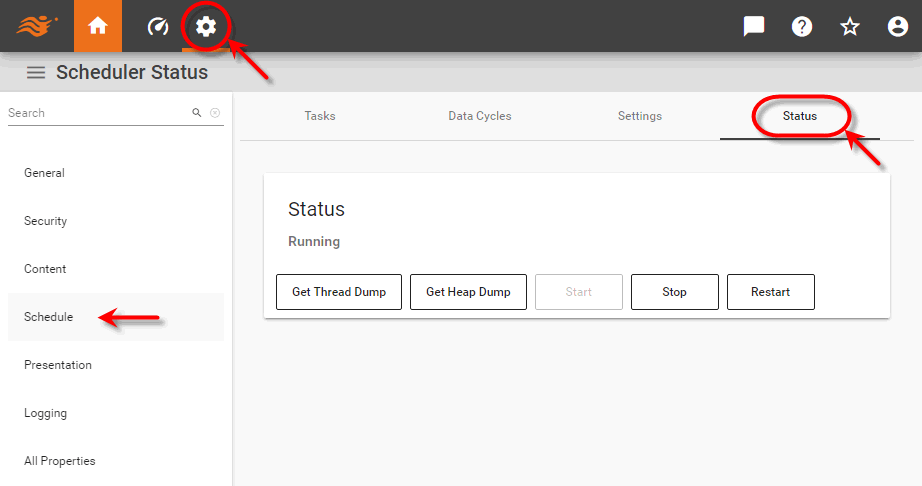 Scheduler Status
Search
General
Security
Content
Schedule
Presentation
Logging
All Properties
Tasks
Data Cycles
Settings
Status
Status
Running
Get Thread Dump
Get Heap Dump
Start
Stop
Restart